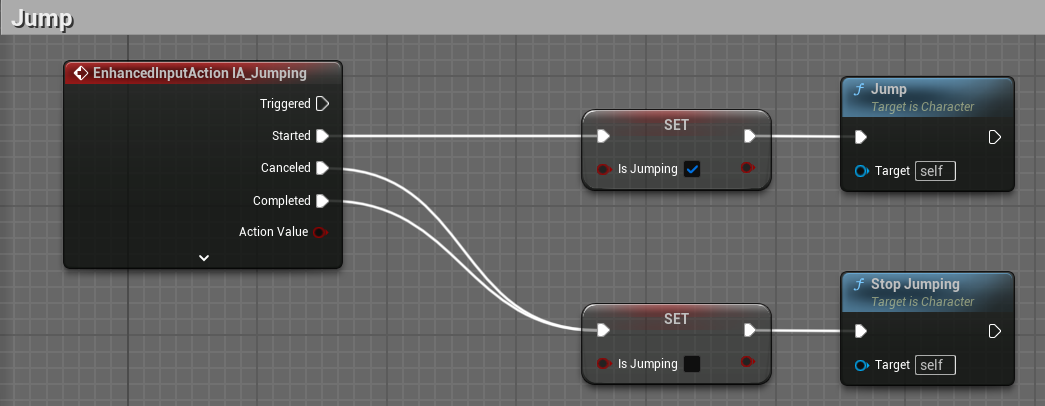 Jump
EnhancedInputAction IA_Jumping
Triggered
Started
Canceled
Completed
Action Value
SET
Is Jumping
Jump
Target is Character
Target self
SET
Is Jumping
Stop Jumping
Target is Character
Target self